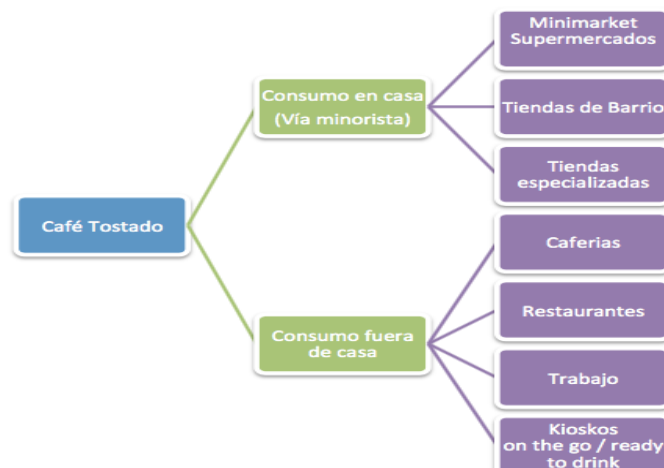 Minimarket
Supermercados
Consumo en casa
(Vía minorista)
Tiendas de Barrio
Tiendas
especializadas
Café Tostado
Caferias
Restaurantes
Consumo fuera
de casa
Trabajo
Kioskos
on the go / ready
to drink